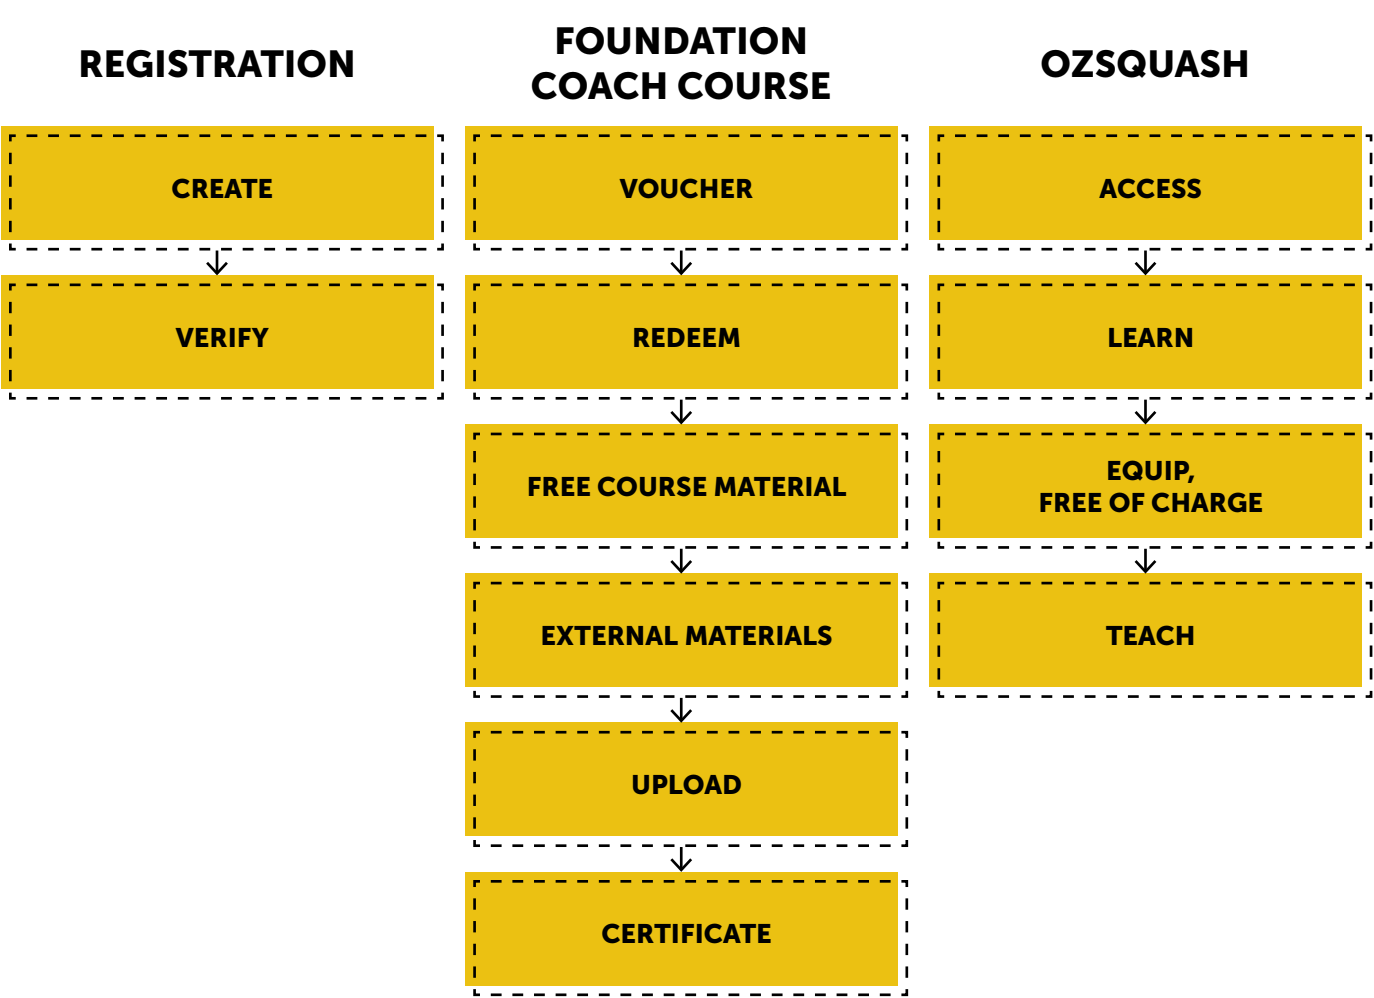 REGISTRATION
CREATE
VERIFY
FOUNDATION
COACH COURSE
VOUCHER
REDEEM
FREE COURSE MATERIAL
EXTERNAL MATERIALS
UPLOAD
CERTIFICATE
OZSQUASH
ACCESS
LEARN
EQUIP,
FREE OF CHARGE
TEACH